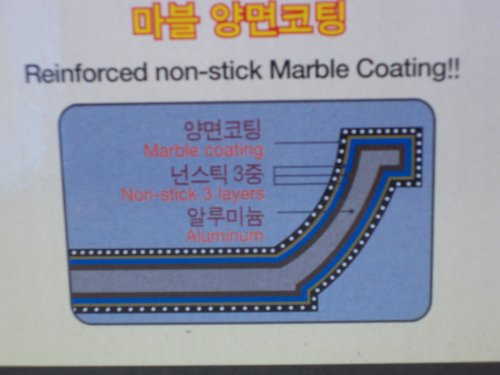 마블 양면코팅
Reinforced non-stick Marble Coating!!
양면코팅
Marble coating
넌스틱 3중
Non-stick 3 layers
알루미늄
Aluminum